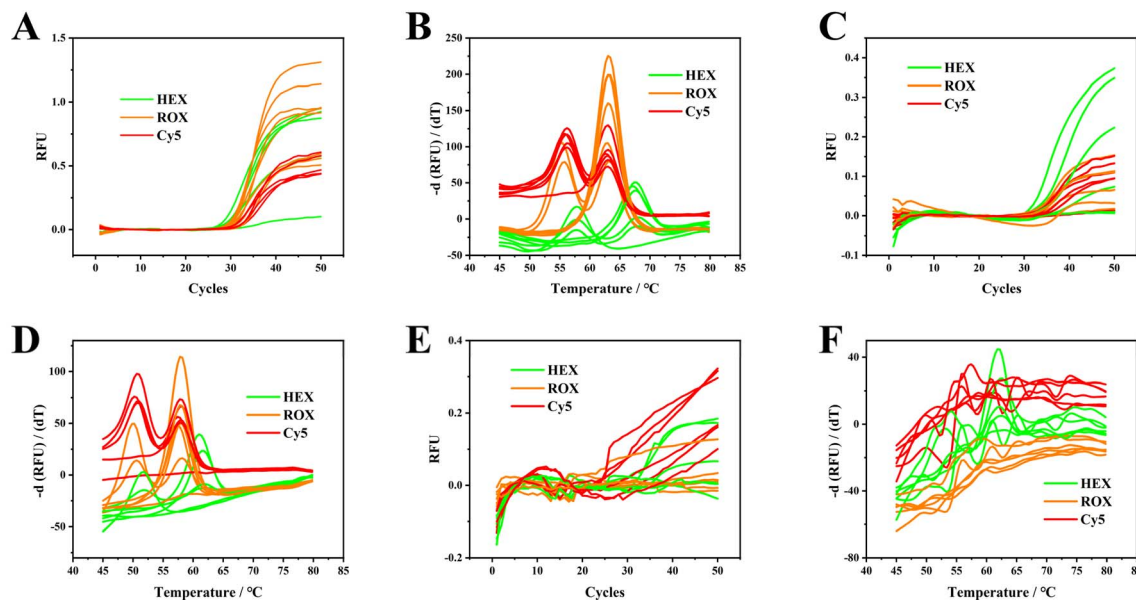 A
RFU
1.5
1.0
0.5
0.0
HEX
ROX
Cy5
0 10 20 30 40 50
Cycles
B
-d (RFU) / (dT)
250
200
150
100
50
0
-50
HEX
ROX
Cy5
45 50 55 60 65 70 75 80 85
Temperature / °C
C
RFU
0.4
0.3
0.2
0.1
0.0
-0.1
HEX
ROX
Cy5
0 10 20 30 40 50
Cycles
D
-d (RFU) / (dT)
100
50
0
-50
HEX
ROX
Cy5
40 45 50 55 60 65 70 75 80 85
Temperature / °C
E
RFU
0.4
0.2
0.0
-0.2
HEX
ROX
Cy5
0 10 20 30 40 50
Cycles
F
-d (RFU) / (dT)
40
0
-40
-80
HEX
ROX
Cy5
40 45 50 55 60 65 70 75 80 85
Temperature / °C